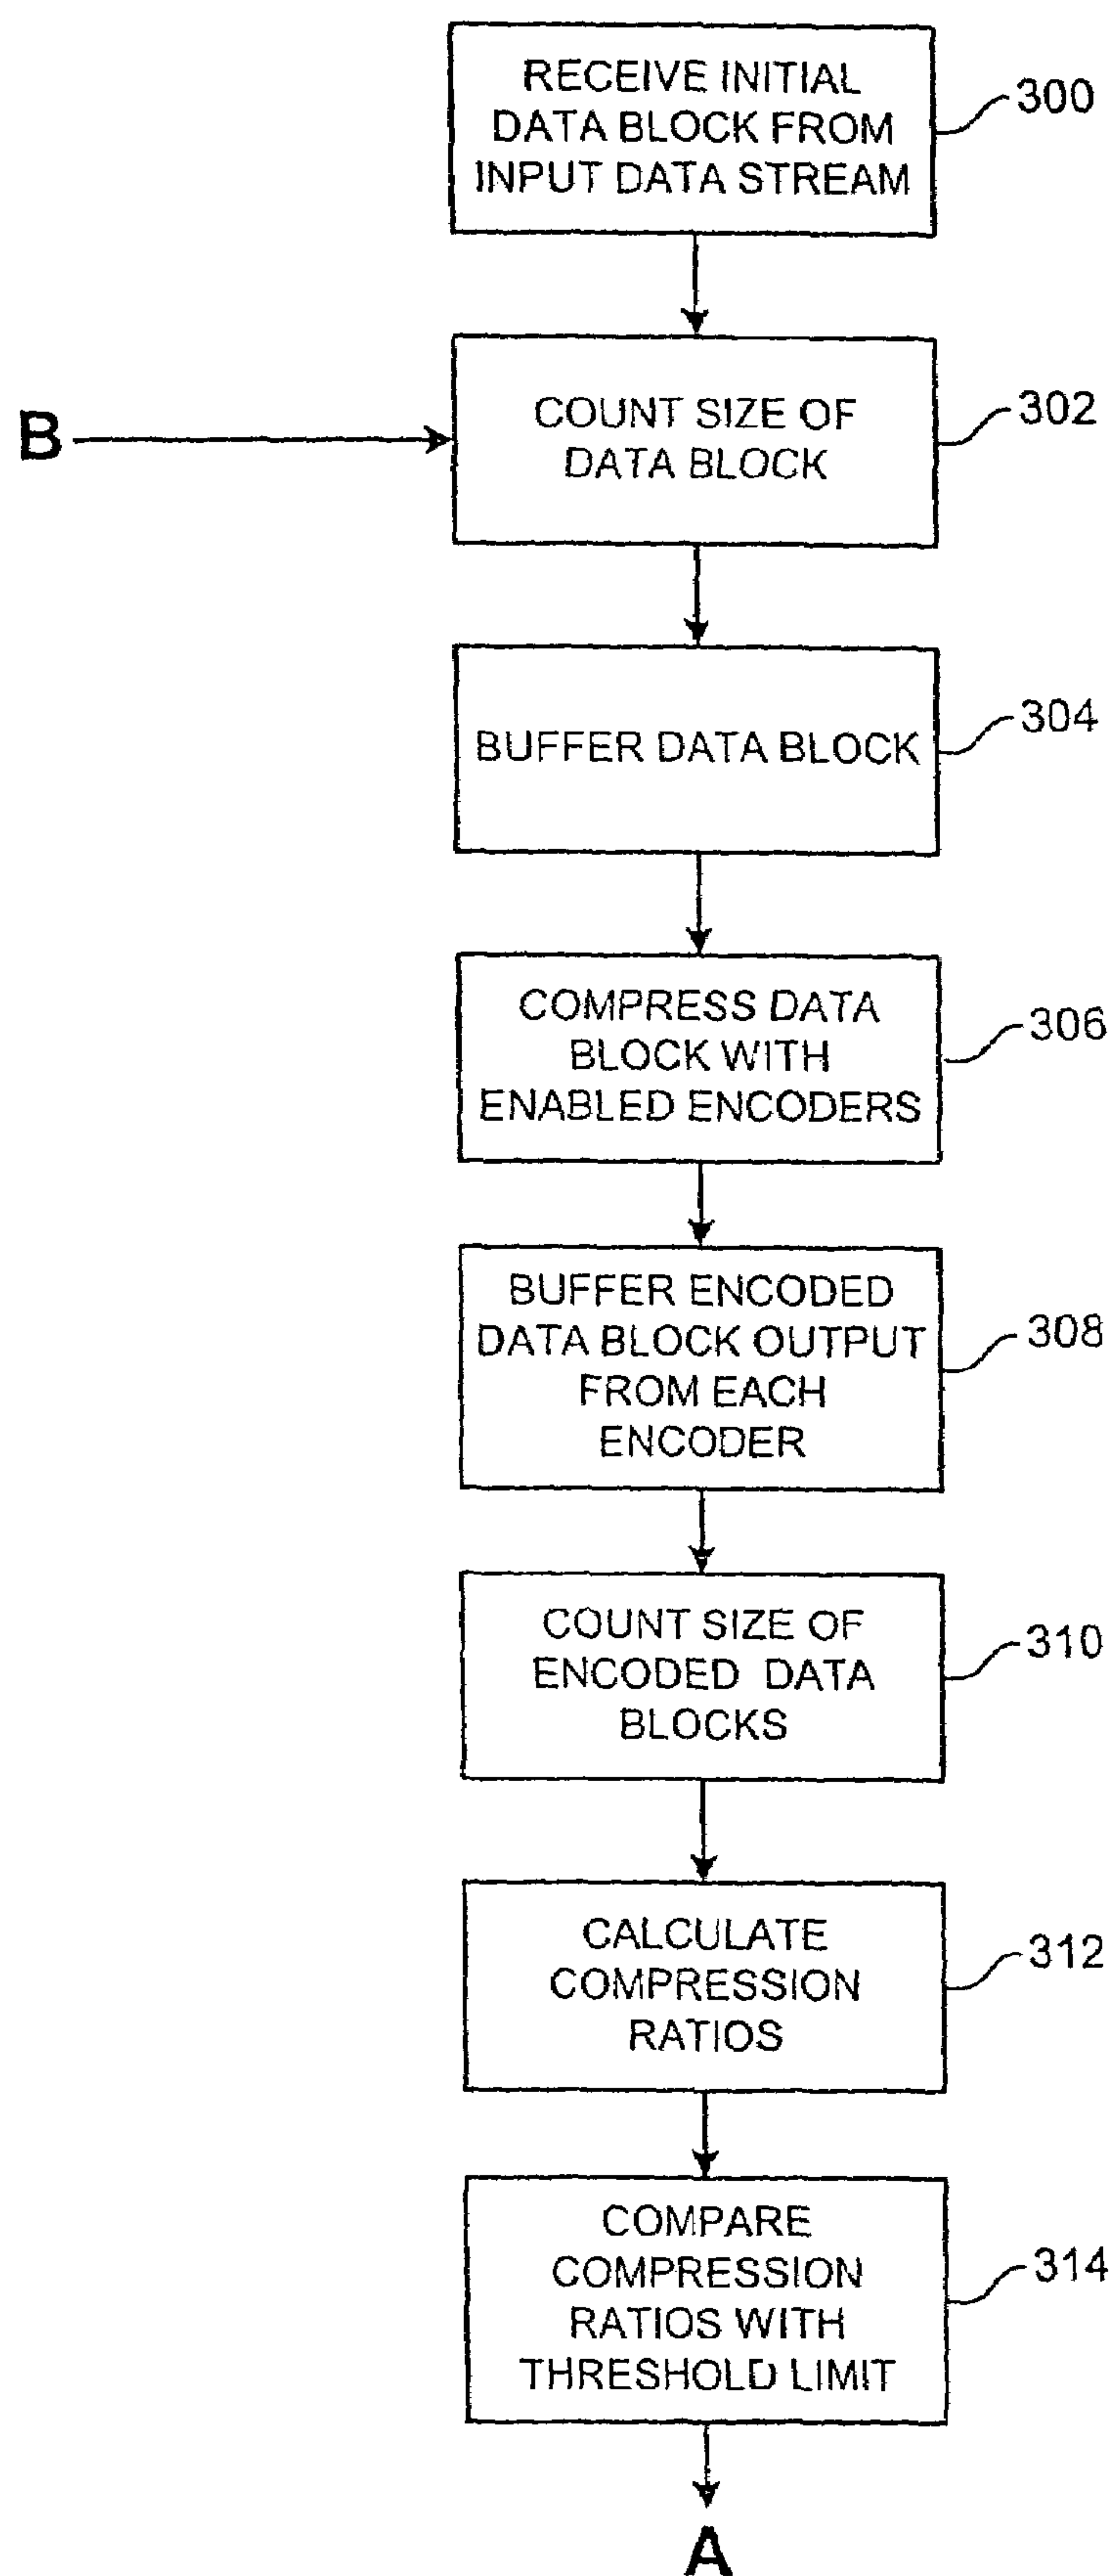 RECEIVE INITIAL
DATA BLOCK FROM
INPUT DATA STREAM
300
B
COUNT SIZE OF
DATA BLOCK
302
BUFFER DATA BLOCK
304
COMPRESS DATA
BLOCK WITH
ENABLED ENCODERS
306
BUFFER ENCODED
DATA BLOCK OUTPUT
FROM EACH
ENCODER
308
COUNT SIZE OF
ENCODED DATA
BLOCKS
310
CALCULATE
COMPRESSION
RATIOS
312
COMPARE
COMPRESSION
RATIOS WITH
THRESHOLD LIMIT
314
A